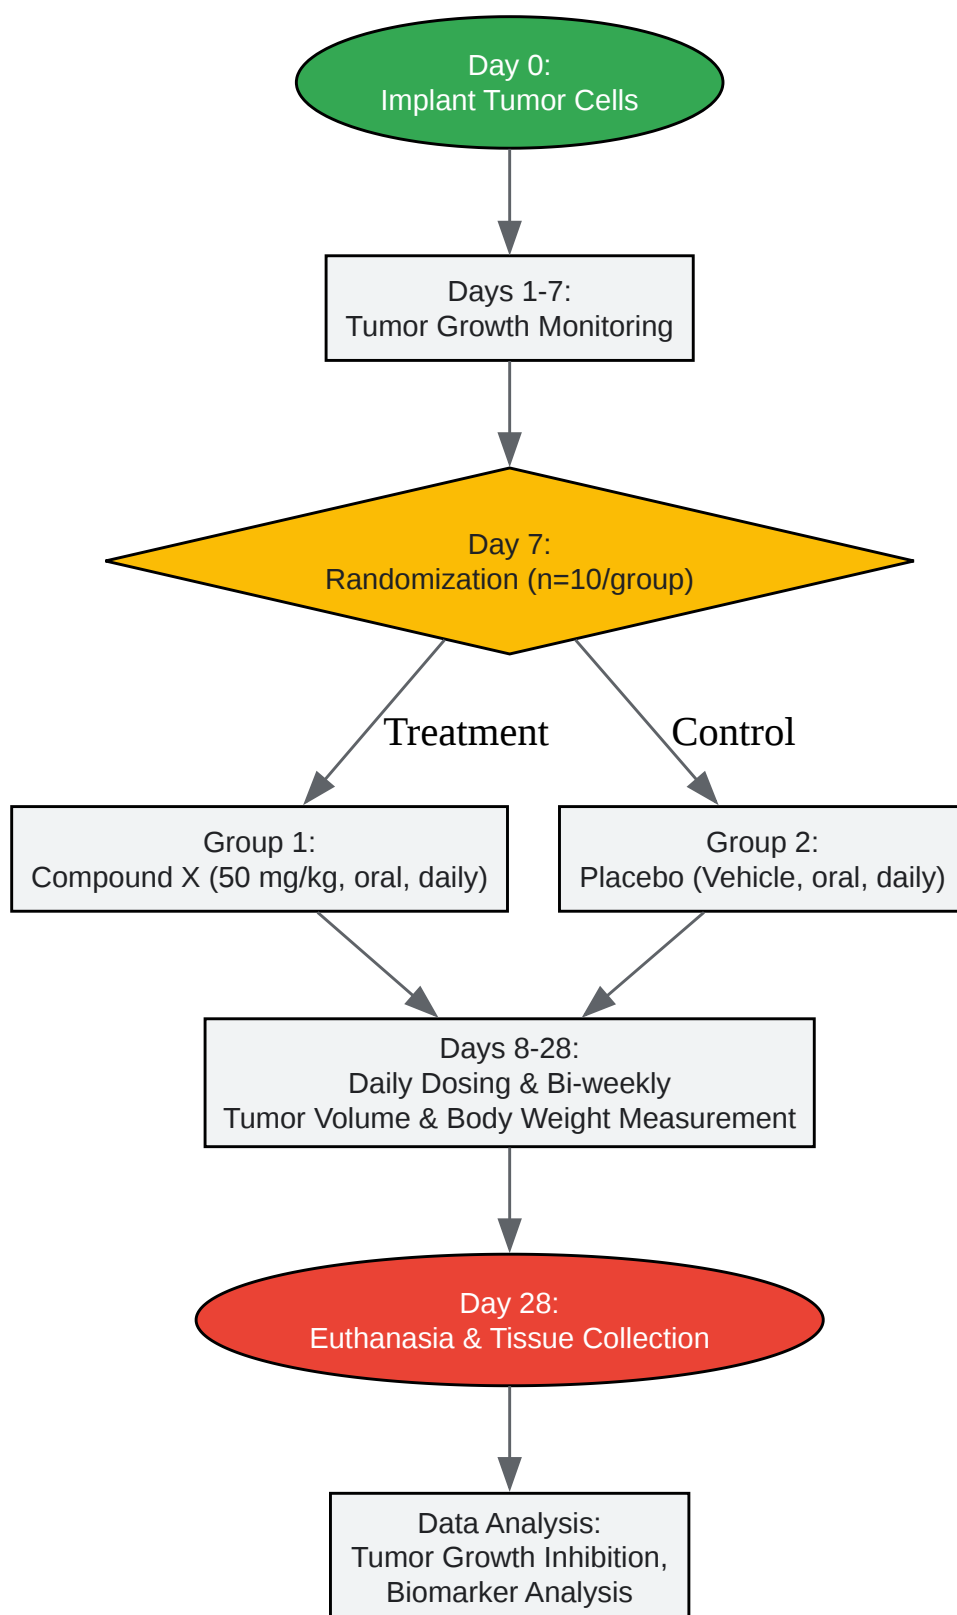 Day 0:
Implant Tumor Cells
Days 1-7:
Tumor Growth Monitoring
Day 7:
Randomization (n=10/group)
Treatment
Control
Group 1:
Compound X (50 mg/kg, oral, daily)
Group 2:
Placebo (Vehicle, oral, daily)
Days 8-28:
Daily Dosing & Bi-weekly
Tumor Volume & Body Weight Measurement
Day 28:
Euthanasia & Tissue Collection
Data Analysis:
Tumor Growth Inhibition,
Biomarker Analysis